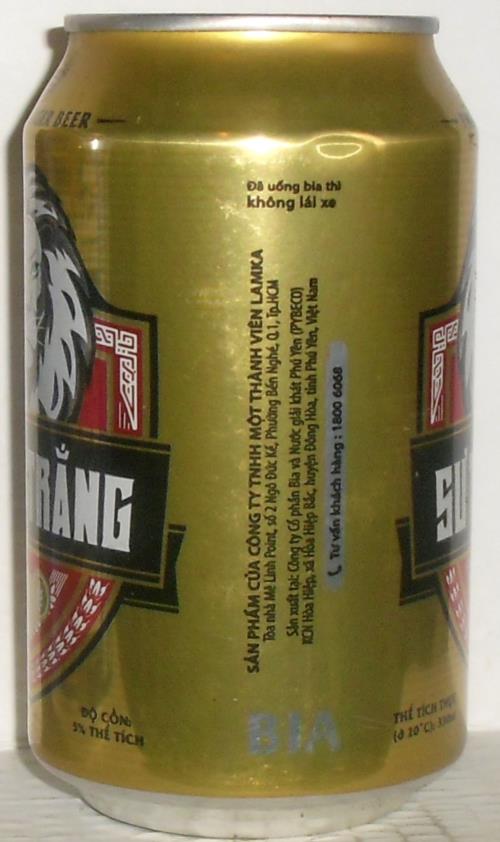 BEER
Đã uống bia thì
không lái xe
SẢN PHẨM CỦA CÔNG TY TNHH MỘT THÀNH VIÊN LAMKA
Tòa nhà Mê Linh Point, số 2 Ngô Đức Kế, Phường Bến Nghé, Q.1, Tp.HCM
Sản xuất tại: Công ty Cổ phần Bia và Nước giải khát Phú Yên (PYBECO)
KCN Hòa Hiệp, xã Hòa Hiệp Bắc, huyện Đông Hòa, tỉnh Phú Yên, Việt Nam
Tư vấn khách hàng : 1800 6068
TRẮNG
SƯ
ĐỘ CỒN:
5% THỂ TÍCH
BIA
THỂ TÍCH THỰC
(ở 20°C): 330ml